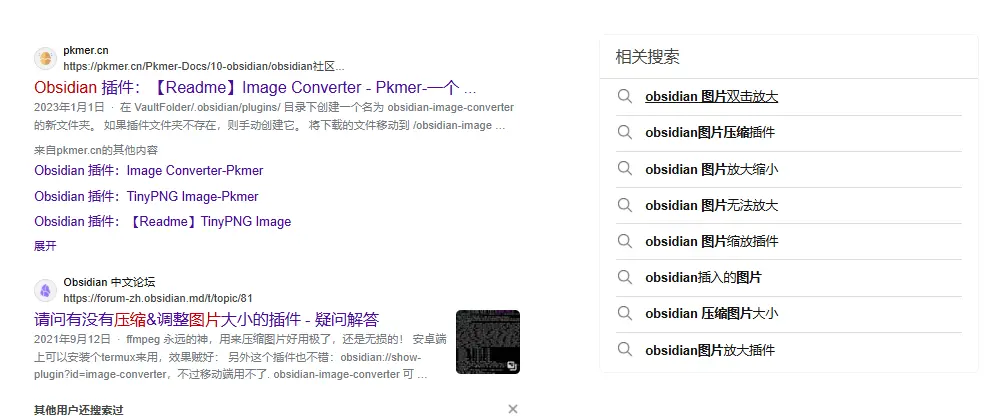 pkmer.cn
https://pkmer.cn/Pkmer-Docs/10-obsidian/obsidian社区...
Obsidian 插件：【Readme】Image Converter - Pkmer-一个 ...
2023年1月1日 · 在 VaultFolder/.obsidian/plugins/ 目录下创建一个名为 obsidian-image-converter
的新文件夹。 如果插件文件夹不存在，则手动创建它。 将下载的文件移动到 /obsidian-image ...
来自pkmer.cn的其他内容
Obsidian 插件：Image Converter-Pkmer
Obsidian 插件：TinyPNG Image-Pkmer
Obsidian 插件：【Readme】TinyPNG Image
展开
Obsidian 中文论坛
https://forum-zh.obsidian.md/t/topic/81
请问有没有压缩&调整图片大小的插件 - 疑问解答
2021年9月12日 · ffmpeg 永远的神，用来压缩图片好用极了，还是无损的！ 安卓端
上可以安装个termux来用，效果贼好： 另外这个插件也不错：obsidian://show-
plugin?id=image-converter，不过移动端用不了. obsidian-image-converter 可 ...
其他用户还搜索过
相关搜索
obsidian 图片双击放大
obsidian图片压缩插件
obsidian 图片放大缩小
obsidian 图片无法放大
obsidian 图片缩放插件
obsidian插入的图片
obsidian 压缩图片大小
obsidian图片放大插件